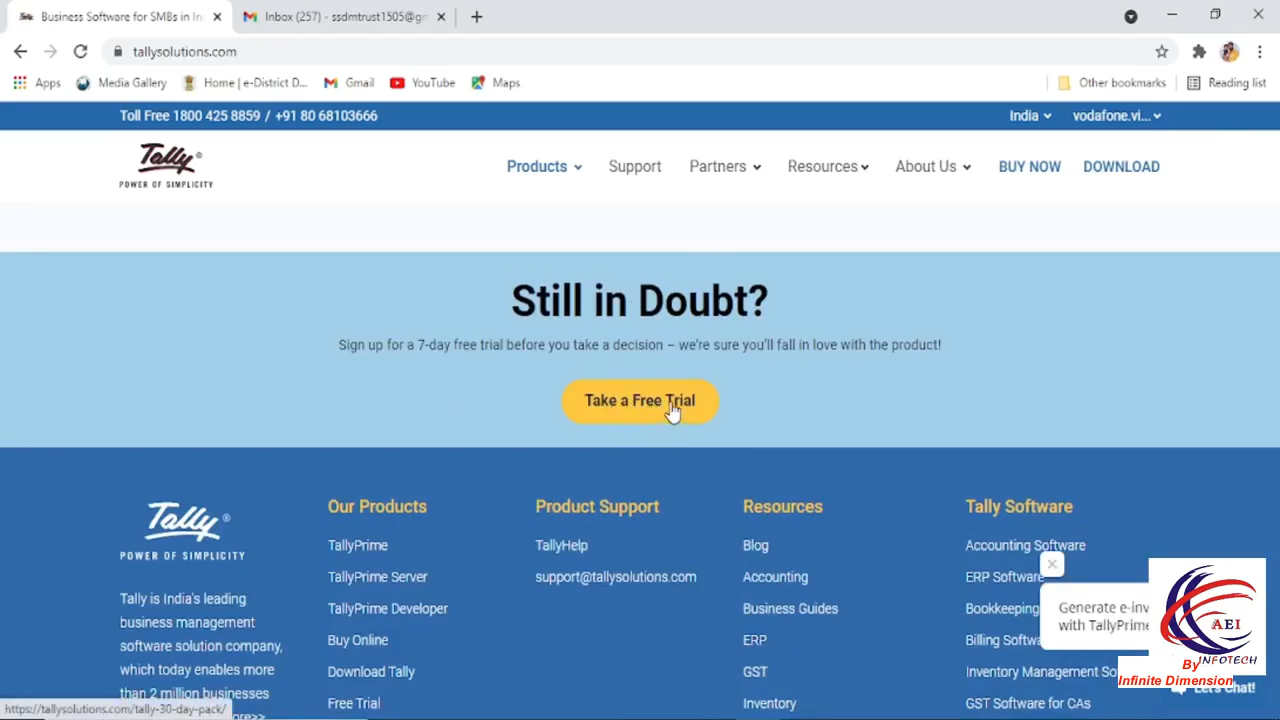 Business Software for SMBs in In
Inbox (257) - ssdmtrust1505@gm
tallysolutions.com
Apps
Media Gallery
Home | e-District D...
Gmail
YouTube
Maps
Other bookmarks
Reading list
Toll Free 1800 425 8859 / +91 80 68103666
India
vodafone.vi...
Tally
POWER OF SIMPLICITY
Products
Support
Partners
Resources
About Us
BUY NOW
DOWNLOAD
Still in Doubt?
Sign up for a 7-day free trial before you take a decision – we're sure you'll fall in love with the product!
Take a Free Trial
Tally
POWER OF SIMPLICITY
Tally is India's leading
business management
software solution company,
which today enables more
than 2 million businesses
Our Products
TallyPrime
TallyPrime Server
TallyPrime Developer
Buy Online
Download Tally
Free Trial
Product Support
TallyHelp
support@tallysolutions.com
Resources
Blog
Accounting
Business Guides
ERP
GST
Inventory
Tally Software
Accounting Software
ERP Software
Bookkeeping
Billing Softwa
Inventory Management So
GST Software for CAs
Generate e-inv
with TallyPrime
AEI
INFOTECH
By
Infinite Dimension
Let's Chat!
https://tallysolutions.com/tally-30-day-pack/